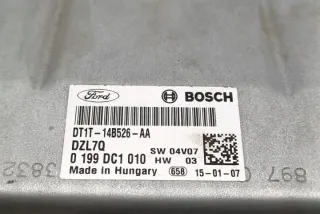 Ford
BOSCH
DT1T-14B526-AA
DZL7Q
SW 04V07
0 199 DC1 010 HW 03
Made in Hungary 658 15-01-07
3832
897